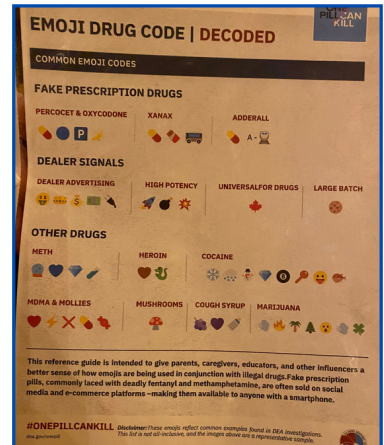 ONE
PILL CAN
KILL
EMOJI DRUG CODE | DECODED
COMMON EMOJI CODES
FAKE PRESCRIPTION DRUGS
PERCOCET & OXYCODONE
XANAX
ADDERALL
P
A-
DEALER SIGNALS
DEALER ADVERTISING
HIGH POTENCY
UNIVERSALFOR DRUGS
LARGE BATCH
OTHER DRUGS
METH
HEROIN
COCAINE
8
MDMA & MOLLIES
MUSHROOMS
COUGH SYRUP
MARIJUANA
This reference guide is intended to give parents, caregivers, educators, and other influencers a
better sense of how emojis are being used in conjunction with illegal drugs.Fake prescription
pills, commonly laced with deadly fentanyl and methamphetamine, are often sold on social
media and e-commerce platforms –making them available to anyone with a smartphone.
#ONEPILLCANKILL
Disclaimer:These emojis reflect common examples found in DEA investigations.
This list is not all-inclusive, and the images above are a representative sample.